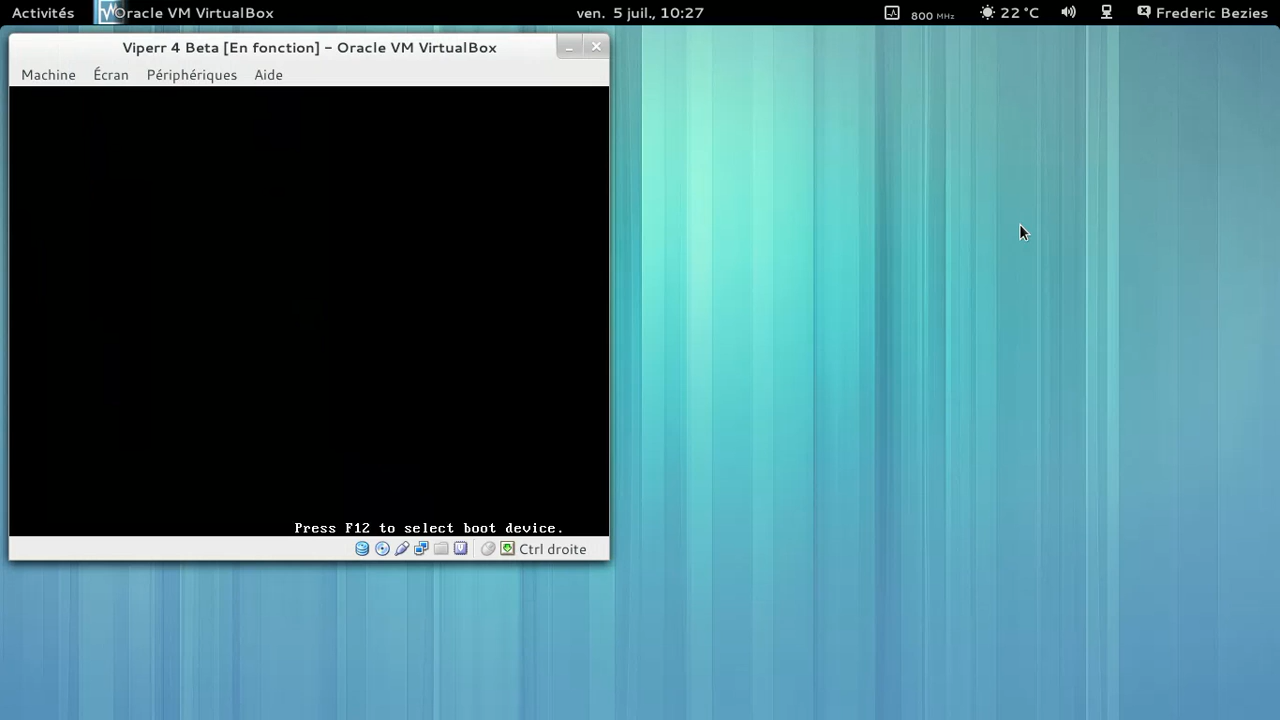 Activités Oracle VM VirtualBox ven. 5 juil., 10:27 800 MHz 22 °C Frederic Bezies
Viperr 4 Beta [En fonction] - Oracle VM VirtualBox
Machine Écran Périphériques Aide
Press F12 to select boot device.
Ctrl droite